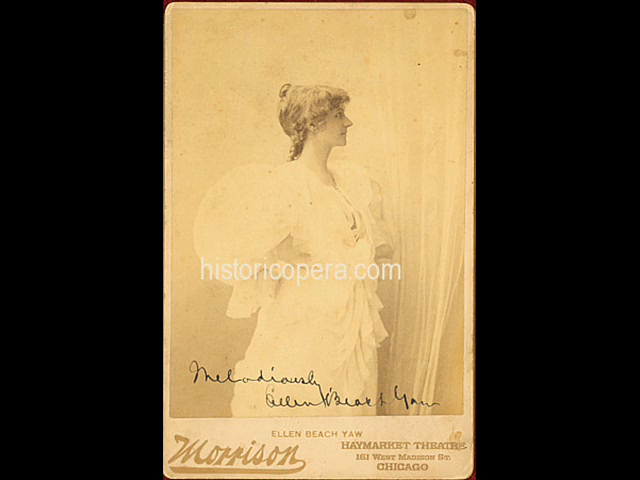 historicopera.com
Melodiously
Ellen Beach Yaw
ELLEN BEACH YAW
Morrison
HAYMARKET THEATRE
161 WEST MADISON ST.
CHICAGO